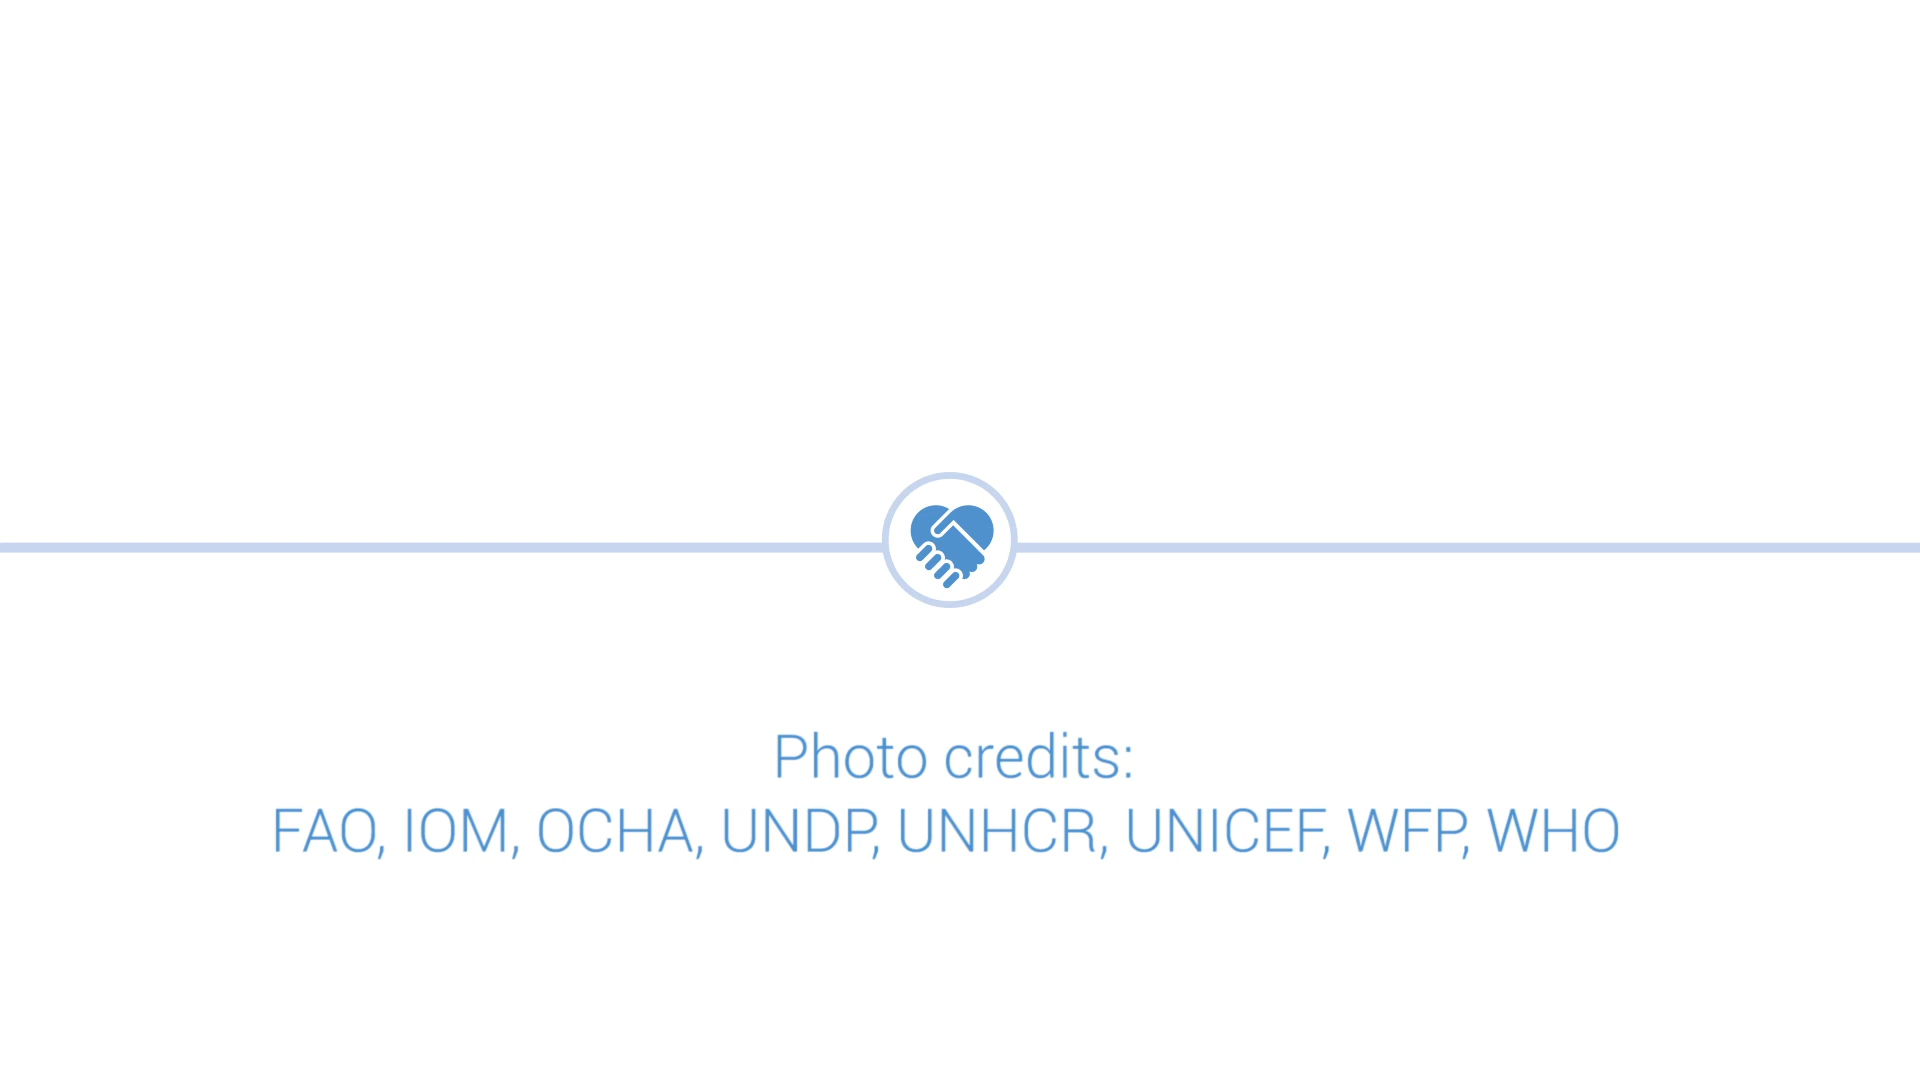 Photo credits:
FAO, IOM, OCHA, UNDP, UNHCR, UNICEF, WFP, WHO